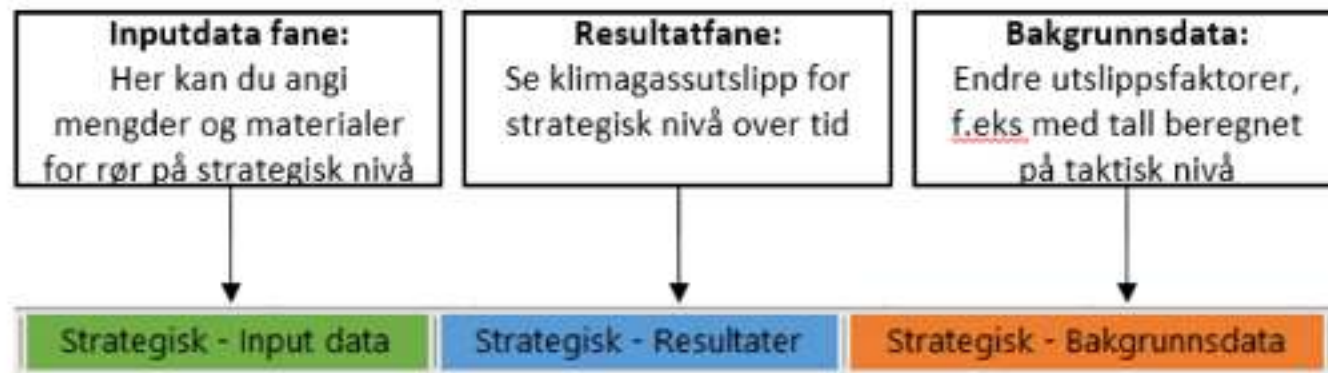 Inputdata fane:
Her kan du angi
mengder og materialer
for rør på strategisk nivå
Resultatfane:
Se klimagassutslipp for
strategisk nivå over tid
Bakgrunnsdata:
Endre utslippsfaktorer,
f.eks med tall beregnet
på taktisk nivå
Strategisk - Input data
Strategisk - Resultater
Strategisk - Bakgrunnsdata